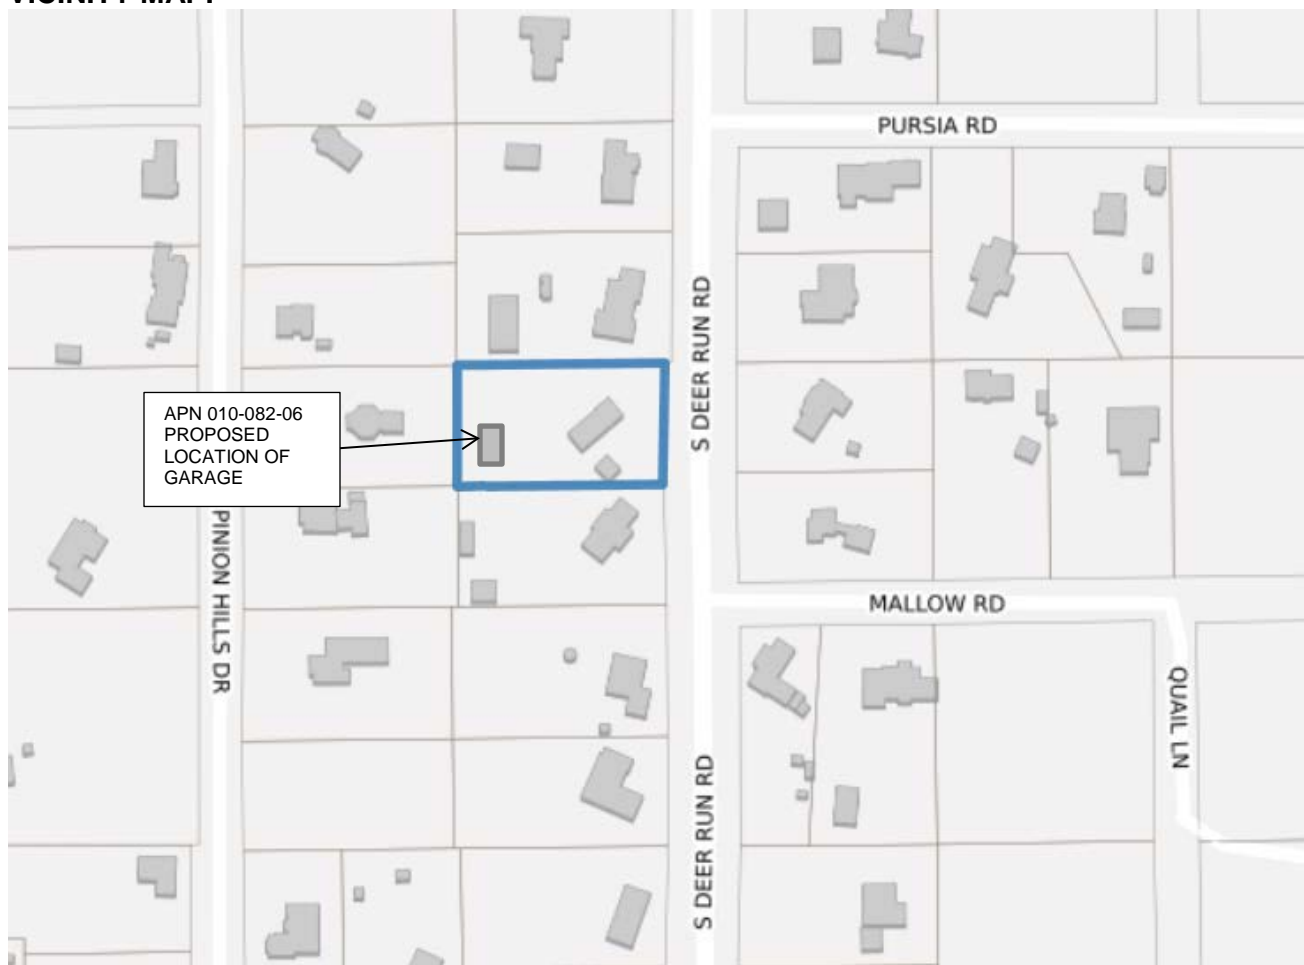 PURSIA RD
S DEER RUN RD
APN 010-082-06
PROPOSED
LOCATION OF
GARAGE
PINION HILLS DR
MALLOW RD
QUAIL LN
S DEER RUN RD